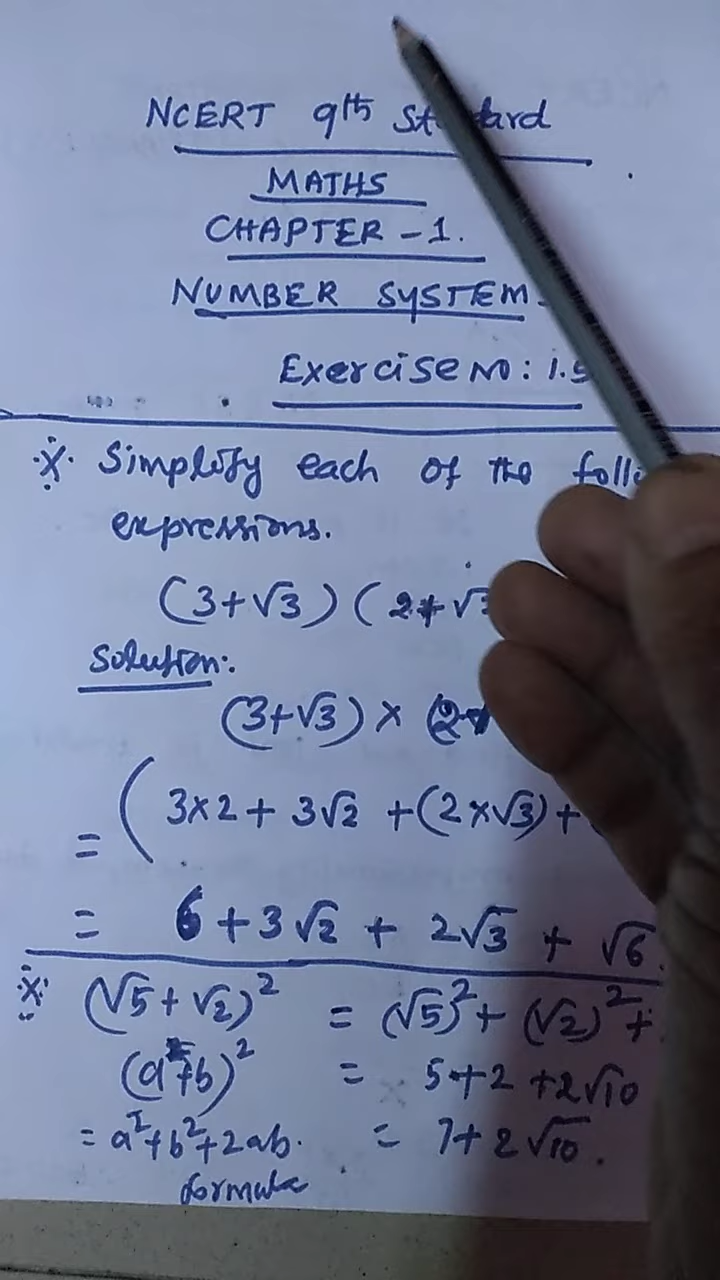 NCERT 9th Standard
MATHS
CHAPTER - 1.
NUMBER SYSTEM.
Exercise NO: 1.5
Simplify each of the
expressions.
(3+√3) (2+√
Solution:
(3+√3) × (2
= ( 3×2 + 3√2 + (2×√3) +
= 6 + 3√2 + 2√3 + √6.
(√5 + √2)² = (√5)² + (√2)² +
(a+b)² = 5+2+2√10
= a²+b²+2ab. = 7+2√10.
formula